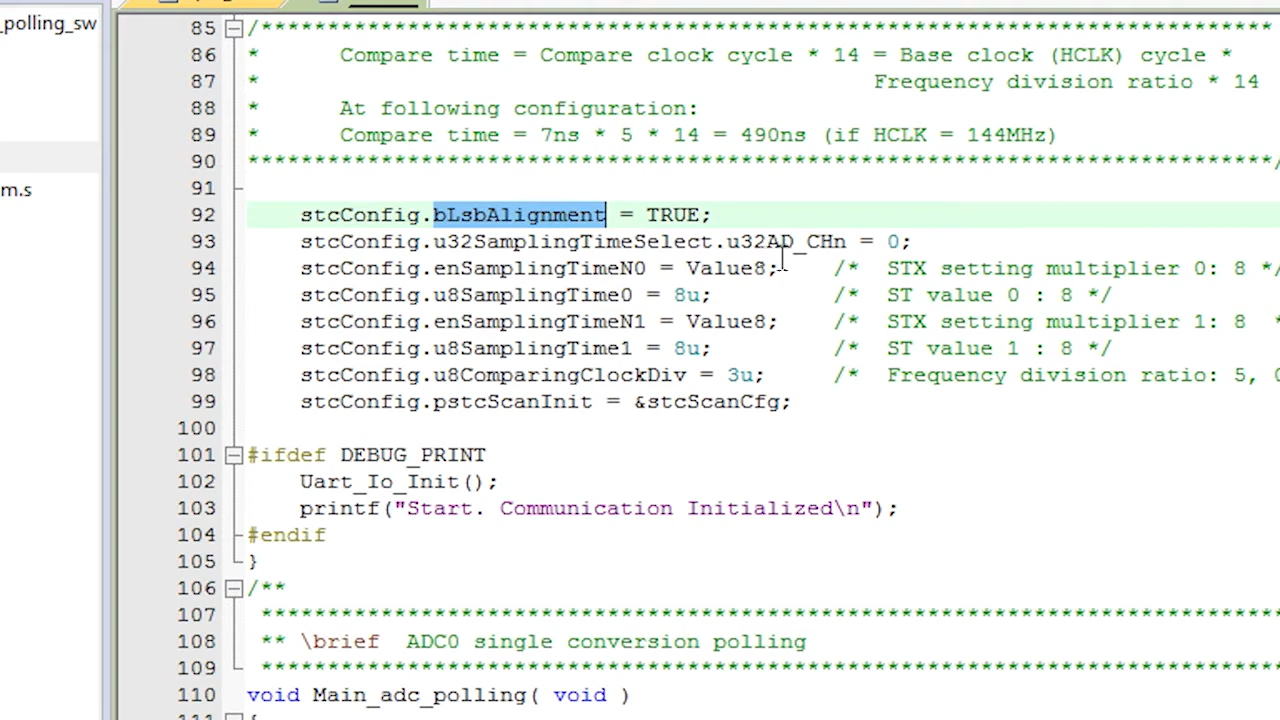 _polling_sw
m.s
85 /*****************************************************************************
86 * Compare time = Compare clock cycle * 14 = Base clock (HCLK) cycle *
87 * Frequency division ratio * 14
88 * At following configuration:
89 * Compare time = 7ns * 5 * 14 = 490ns (if HCLK = 144MHz)
90 *****************************************************************************/
91
92 stcConfig.bLsbAlignment = TRUE;
93 stcConfig.u32SamplingTimeSelect.u32AD_CHn = 0;
94 stcConfig.enSamplingTimeN0 = Value8; /* STX setting multiplier 0: 8 */
95 stcConfig.u8SamplingTime0 = 8u; /* ST value 0 : 8 */
96 stcConfig.enSamplingTimeN1 = Value8; /* STX setting multiplier 1: 8 *
97 stcConfig.u8SamplingTime1 = 8u; /* ST value 1 : 8 */
98 stcConfig.u8ComparingClockDiv = 3u; /* Frequency division ratio: 5,
99 stcConfig.pstcScanInit = &stcScanCfg;
100
101 #ifdef DEBUG_PRINT
102 Uart_Io_Init();
103 printf("Start. Communication Initialized\n");
104 #endif
105 }
106 /**
107 ******************************************************************************
108 ** \brief ADC0 single conversion polling
109 ******************************************************************************
110 void Main_adc_polling( void )
111 {